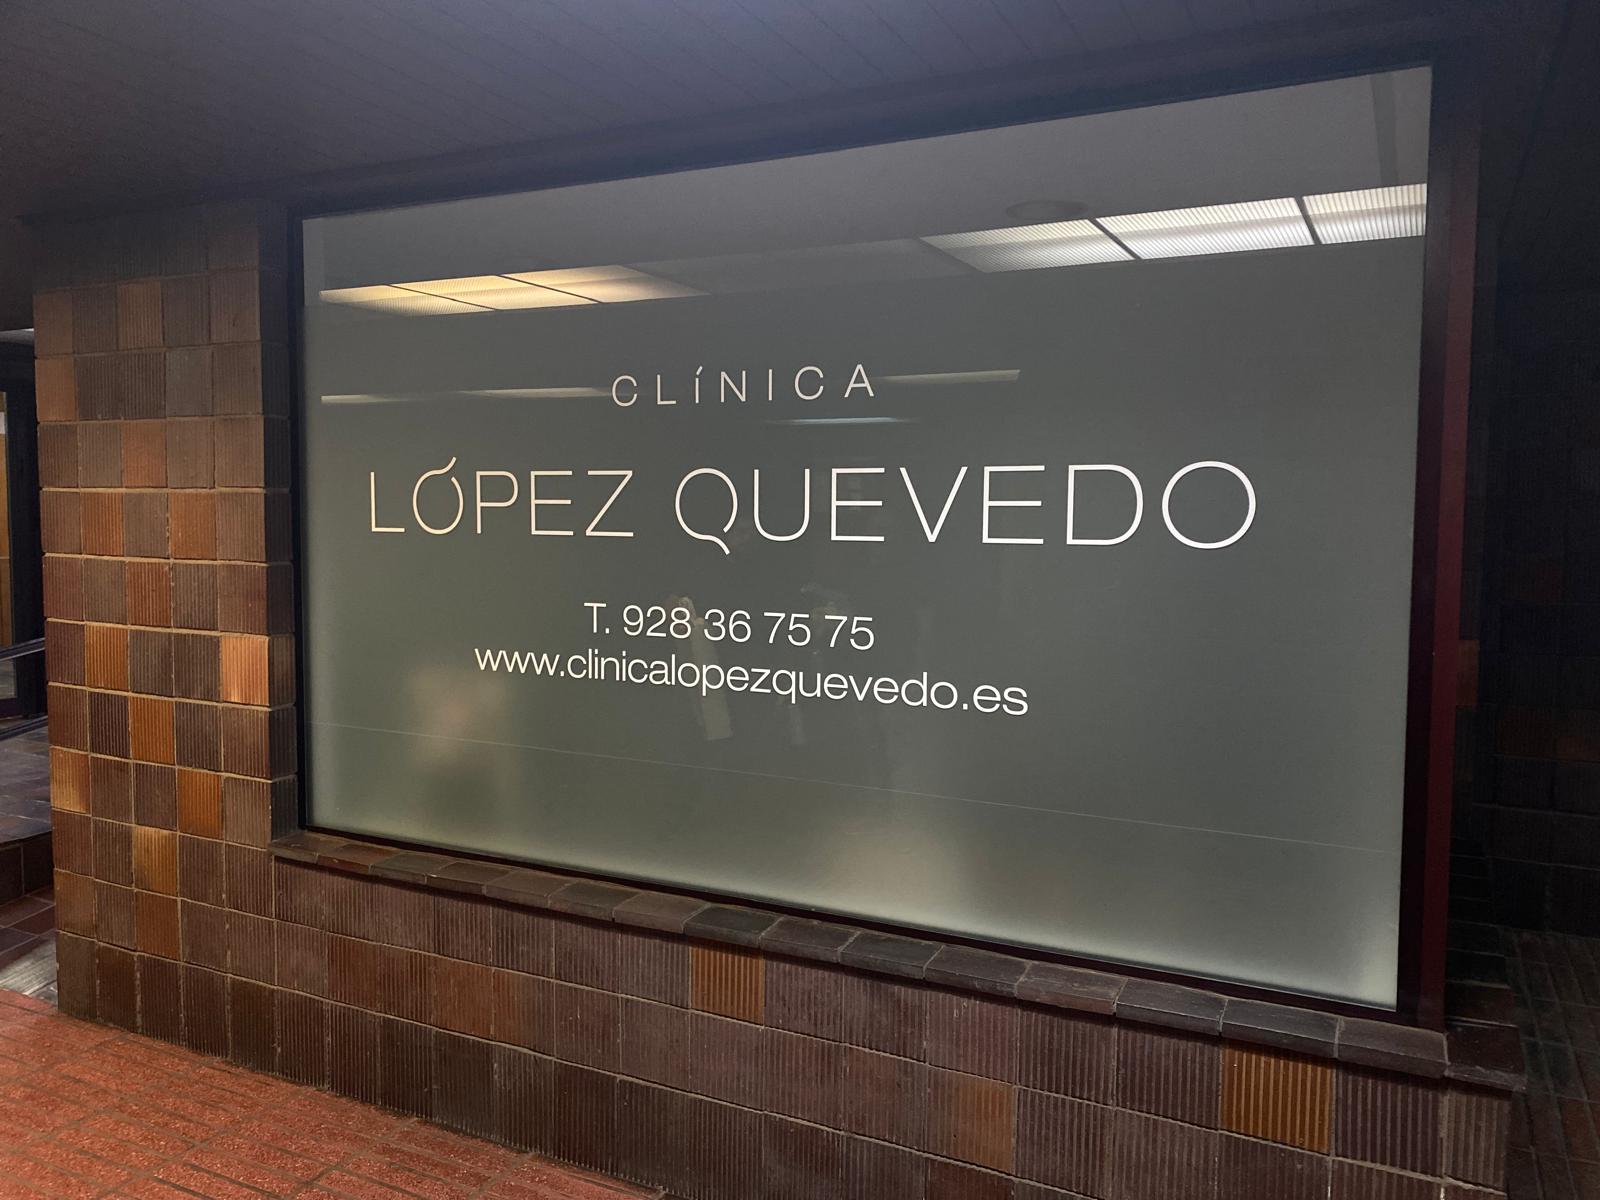 CLíNICA
LÓPEZ QUEVEDO
T. 928 36 75 75
www.clinicalopezquevedo.es